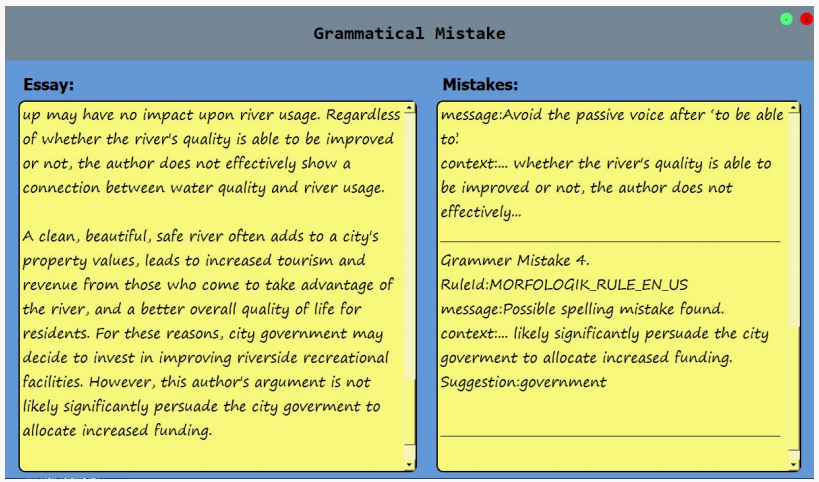 Grammatical Mistake
Essay:
up may have no impact upon river usage. Regardless
of whether the river's quality is able to be improved
or not, the author does not effectively show a
connection between water quality and river usage.
A clean, beautiful, safe river often adds to a city's
property values, leads to increased tourism and
revenue from those who come to take advantage of
the river, and a better overall quality of life for
residents. For these reasons, city government may
decide to invest in improving riverside recreational
facilities. However, this author's argument is not
likely significantly persuade the city goverment to
allocate increased funding.
Mistakes:
message:Avoid the passive voice after ‘to be able
to’.
context:... whether the river's quality is able to
be improved or not, the author does not
effectively...
Grammer Mistake 4.
RuleId:MORFOLOGIK_RULE_EN_US
message:Possible spelling mistake found.
context:... likely significantly persuade the city
goverment to allocate increased funding.
Suggestion:government